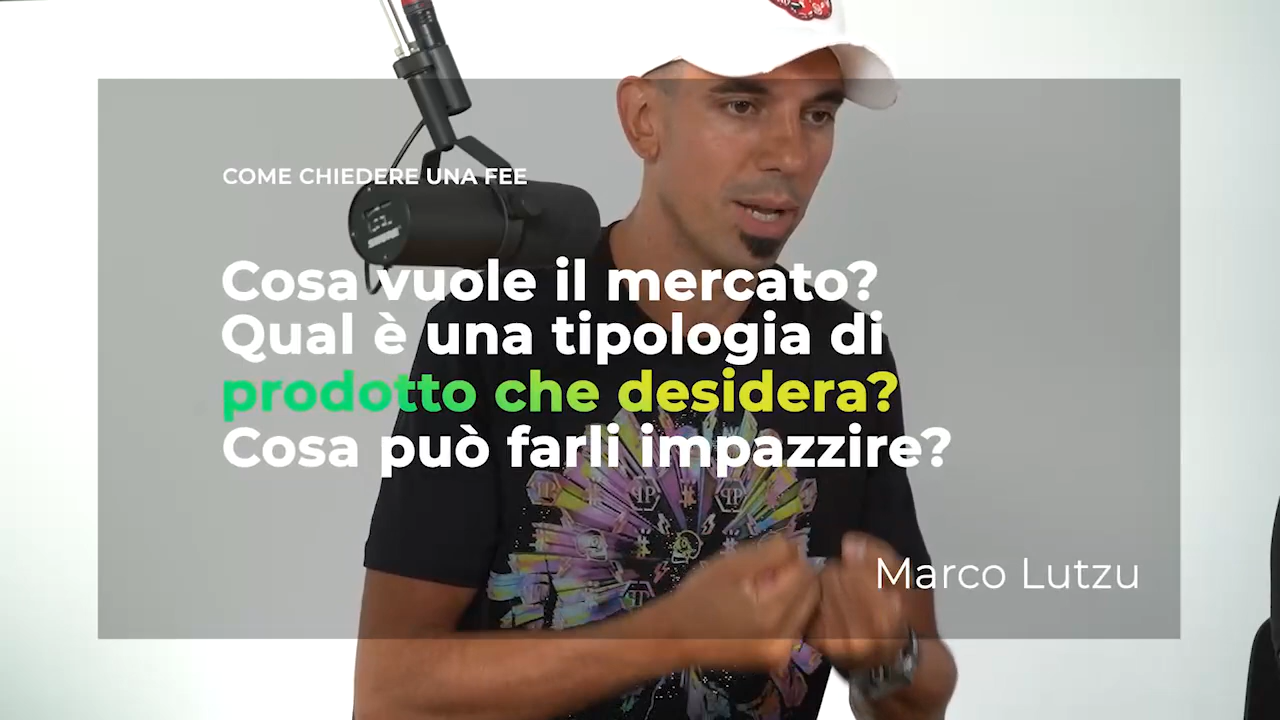 COME CHIEDERE UNA FEE
Cosa vuole il mercato?
Qual è una tipologia di
prodotto che desidera?
Cosa può farli impazzire?
Marco Lutzu